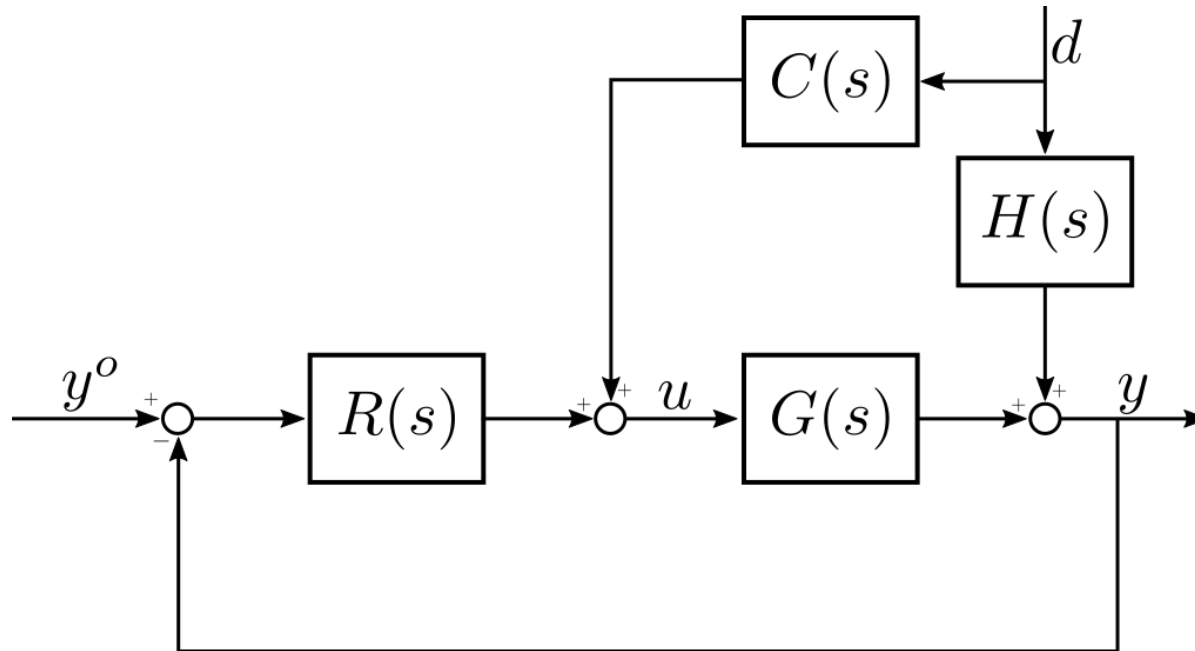 d
C(s)
H(s)
y^o + −
R(s)
+ + u
G(s)
+ + y